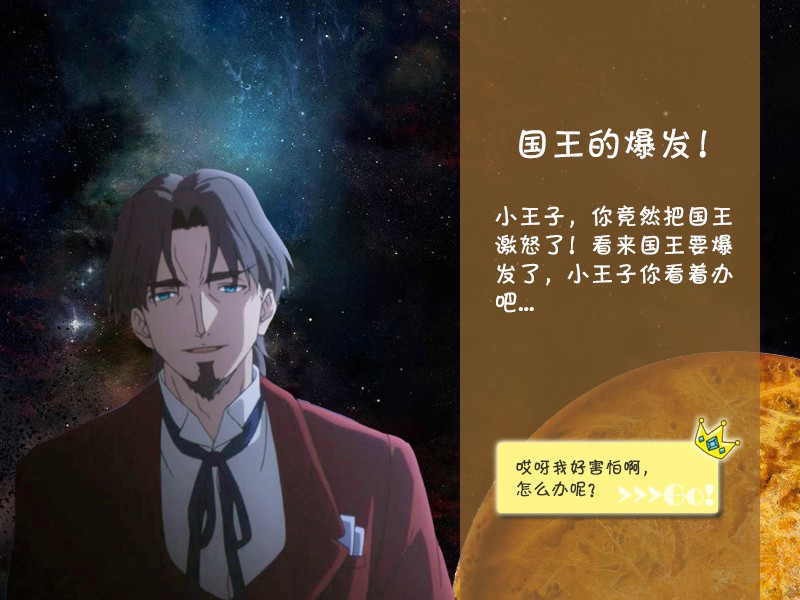 国王的爆发!
小王子，你竟然把国王
激怒了! 看来国王要爆
发了，小王子你看着办
吧...
哎呀我好害怕啊，
怎么办呢?
>>>Go!